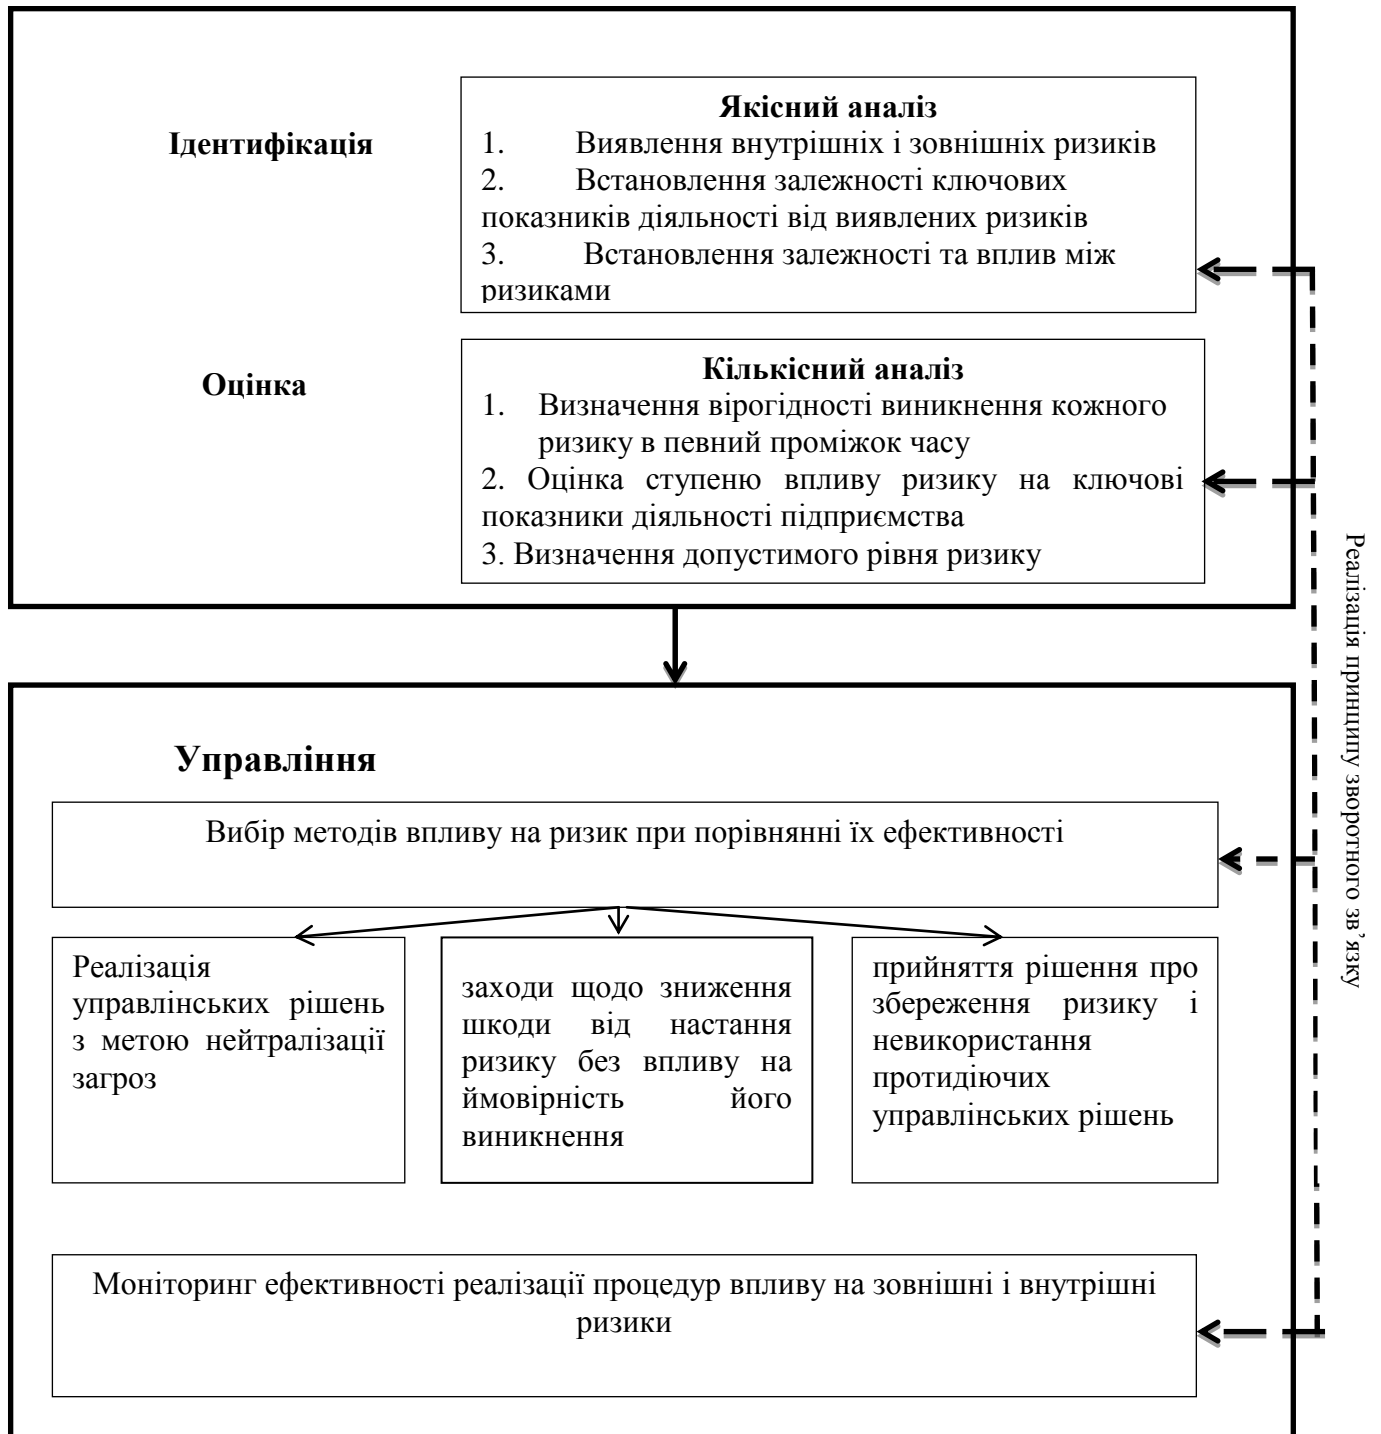 Ідентифікація
Якісний аналіз
1. Виявлення внутрішніх і зовнішніх ризиків
2. Встановлення залежності ключових
показників діяльності від виявлених ризиків
3. Встановлення залежності та вплив між
ризиками
Оцінка
Кількісний аналіз
1. Визначення вірогідності виникнення кожного
ризику в певний проміжок часу
2. Оцінка ступеню впливу ризику на ключові
показники діяльності підприємства
3. Визначення допустимого рівня ризику
Управління
Вибір методів впливу на ризик при порівнянні їх ефективності
Реалізація
управлінських рішень
з метою нейтралізації
загроз
заходи щодо зниження
шкоди від настання
ризику без впливу на
ймовірність його
виникнення
прийняття рішення про
збереження ризику і
невикористання
протидіючих
управлінських рішень
Моніторинг ефективності реалізації процедур впливу на зовнішні і внутрішні
ризики
Реалізація принципу зворотного зв’язку